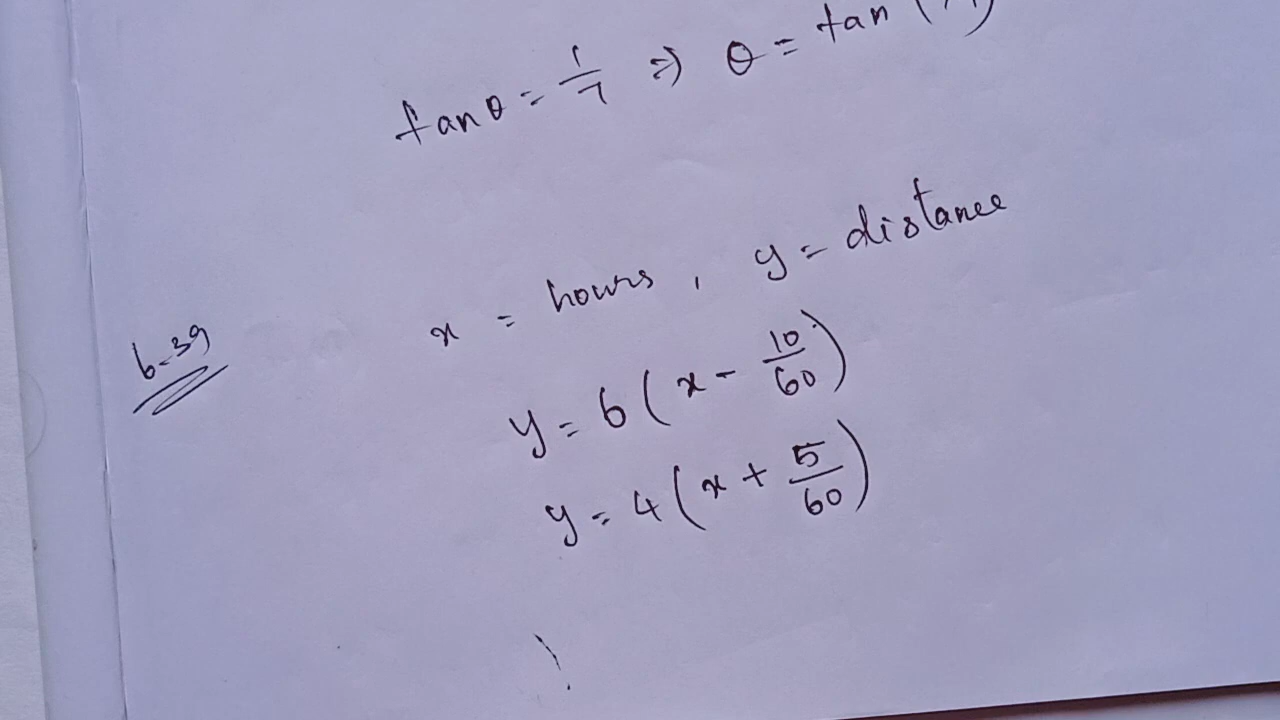 tan θ = 1/7 ⇒ θ = tan
x = hours, y = distance
6.39
y = 6(x - 10/60)
y = 4(x + 5/60)